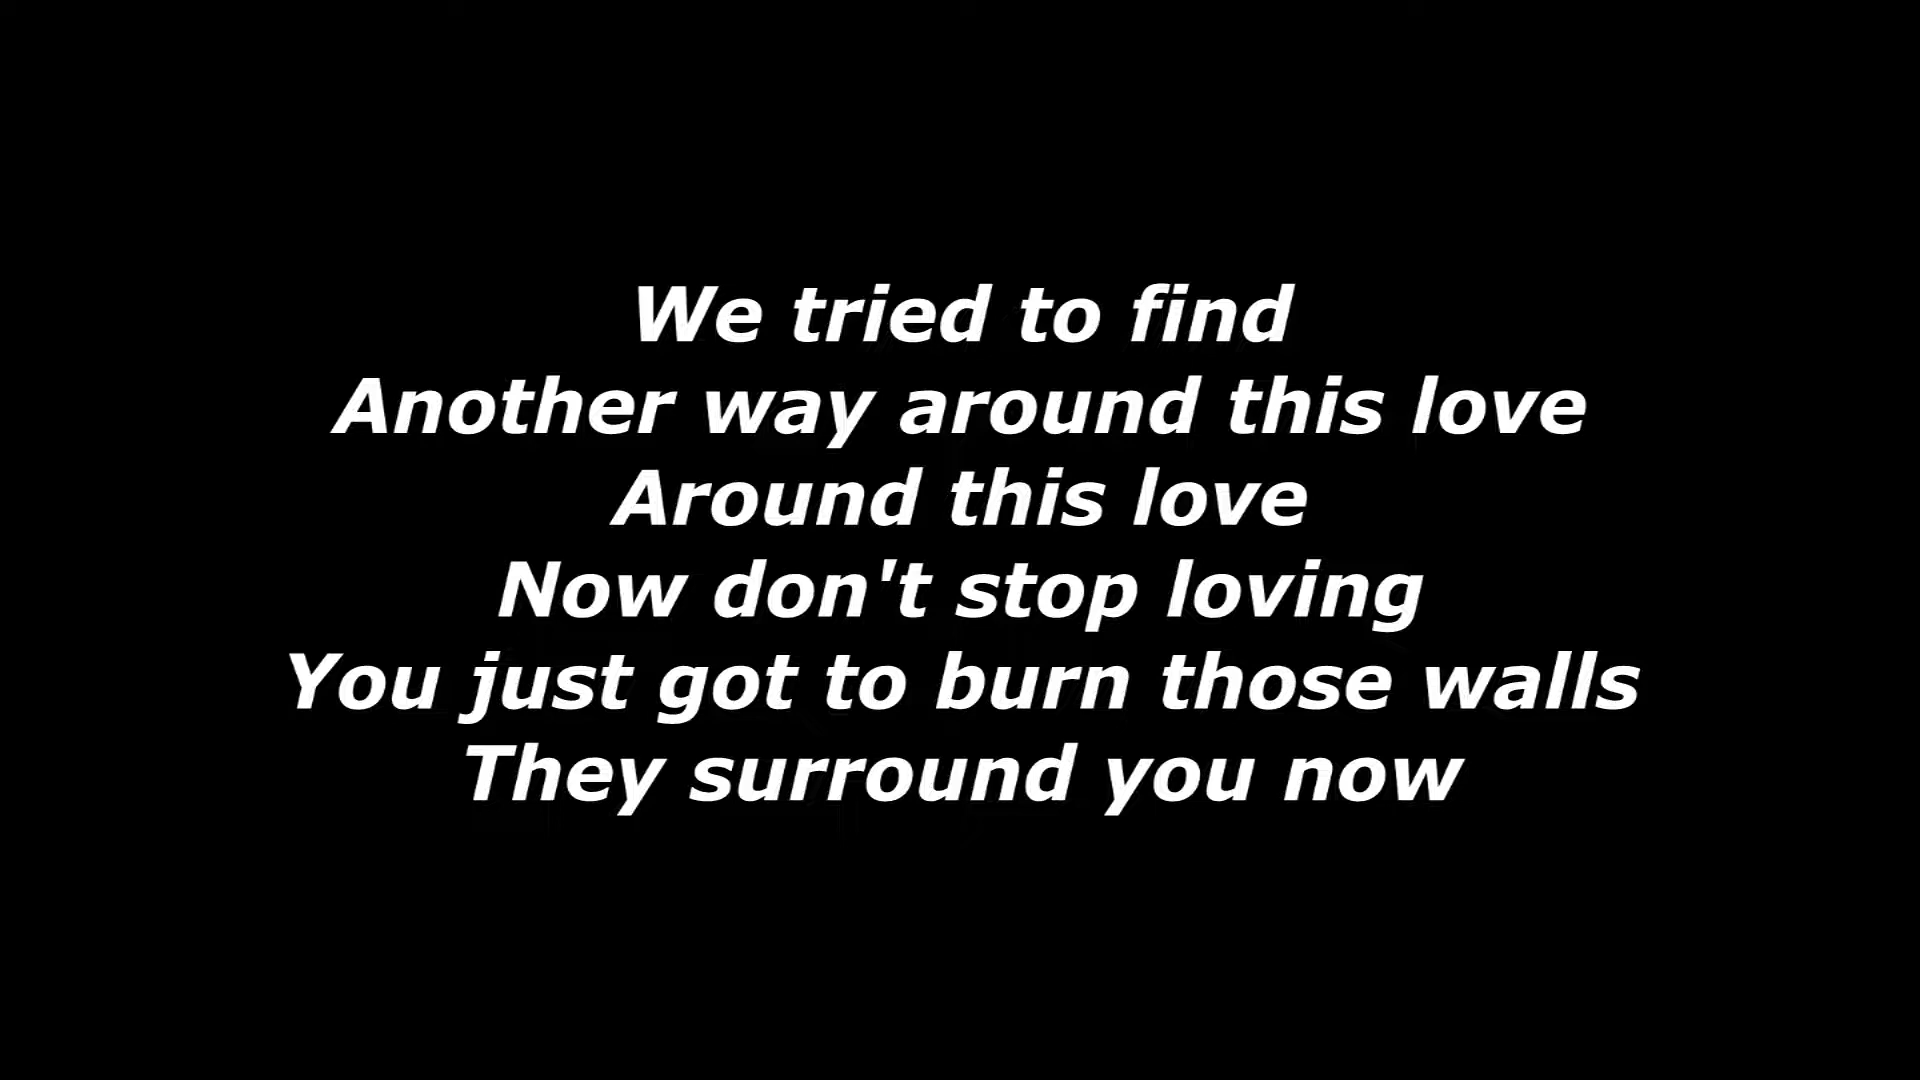 We tried to find
Another way around this love
Around this love
Now don't stop loving
You just got to burn those walls
They surround you now